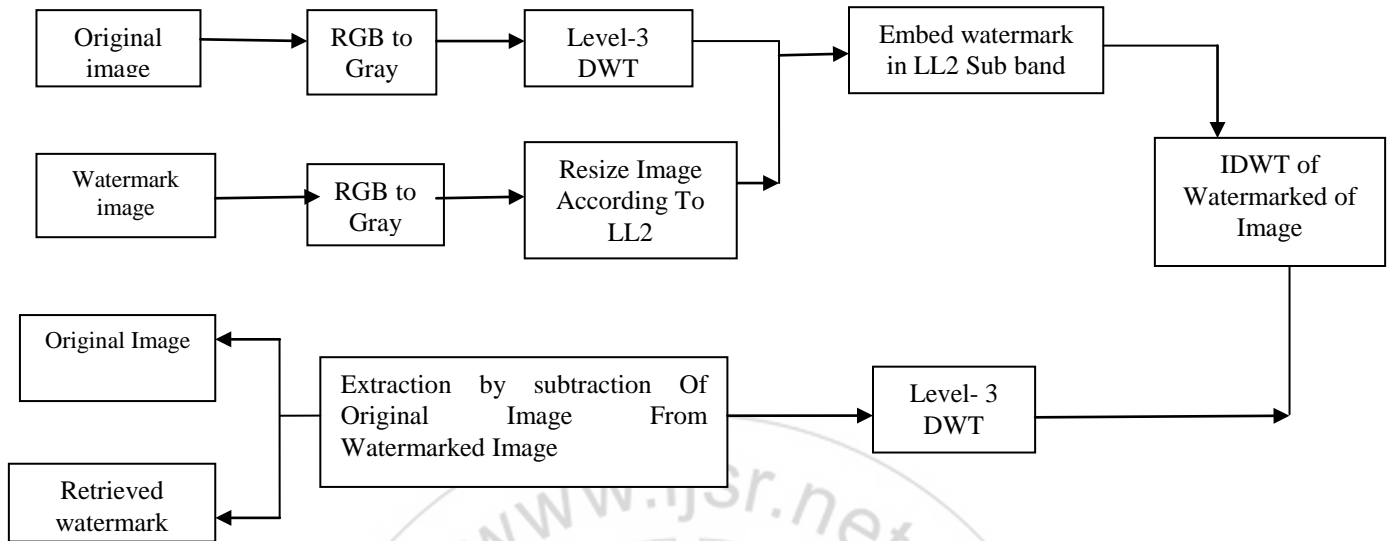 Original
image
RGB to
Gray
Level-3
DWT
Embed watermark
in LL2 Sub band
Watermark
image
RGB to
Gray
Resize Image
According To
LL2
IDWT of
Watermarked of
Image
Original Image
Extraction by subtraction Of
Original Image From
Watermarked Image
Level- 3
DWT
Retrieved
watermark
www.ijsr.net